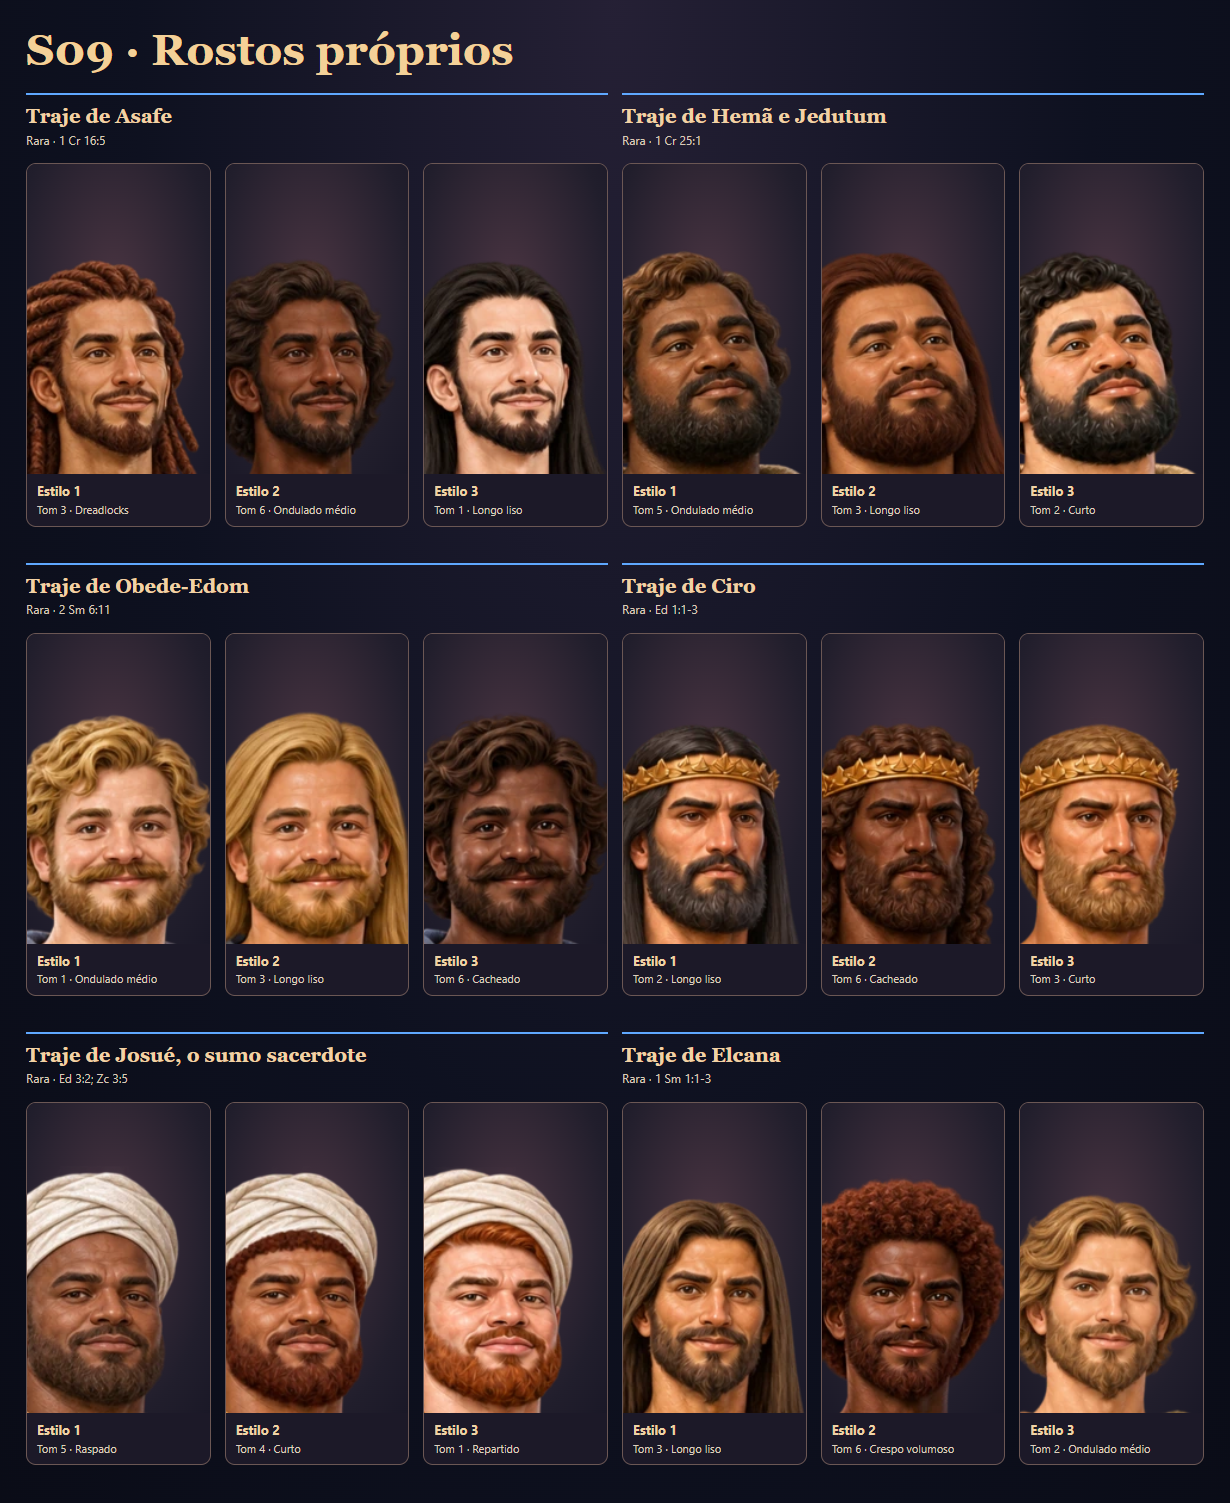 S09 · Rostos próprios
Traje de Asafe
Rara · 1 Cr 16:5
Estilo 1
Tom 3 · Dreadlocks
Estilo 2
Tom 6 · Ondulado médio
Estilo 3
Tom 1 · Longo liso
Traje de Hemã e Jedutum
Rara · 1 Cr 25:1
Estilo 1
Tom 5 · Ondulado médio
Estilo 2
Tom 3 · Longo liso
Estilo 3
Tom 2 · Curto
Traje de Obede-Edom
Rara · 2 Sm 6:11
Estilo 1
Tom 1 · Ondulado médio
Estilo 2
Tom 3 · Longo liso
Estilo 3
Tom 6 · Cacheado
Traje de Ciro
Rara · Ed 1:1-3
Estilo 1
Tom 2 · Longo liso
Estilo 2
Tom 6 · Cacheado
Estilo 3
Tom 3 · Curto
Traje de Josué, o sumo sacerdote
Rara · Ed 3:2; Zc 3:5
Estilo 1
Tom 5 · Raspado
Estilo 2
Tom 4 · Curto
Estilo 3
Tom 1 · Repartido
Traje de Elcana
Rara · 1 Sm 1:1-3
Estilo 1
Tom 3 · Longo liso
Estilo 2
Tom 6 · Crespo volumoso
Estilo 3
Tom 2 · Ondulado médio